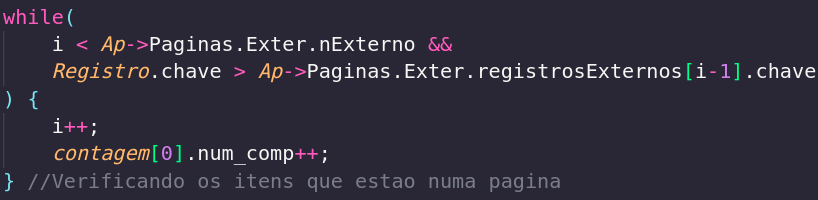 while(
    i < Ap->Paginas.Exter.nExterno &&
    Registro.chave > Ap->Paginas.Exter.registrosExternos[i-1].chave
) {
    i++;
    contagem[0].num_comp++;
} //Verificando os itens que estao numa pagina